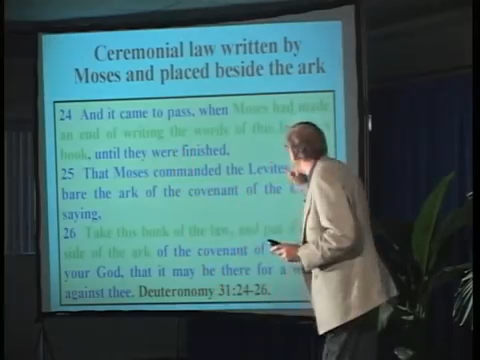 Ceremonial law written by
Moses and placed beside the ark
24 And it came to pass, when Moses had made
an end of writing the words of this
book, until they were finished,
25 That Moses commanded the Levites
bare the ark of the covenant of the
saying,
26 Take this book of the law, and put
side of the ark of the covenant of
your God, that it may be there for a
against thee. Deuteronomy 31:24-26.